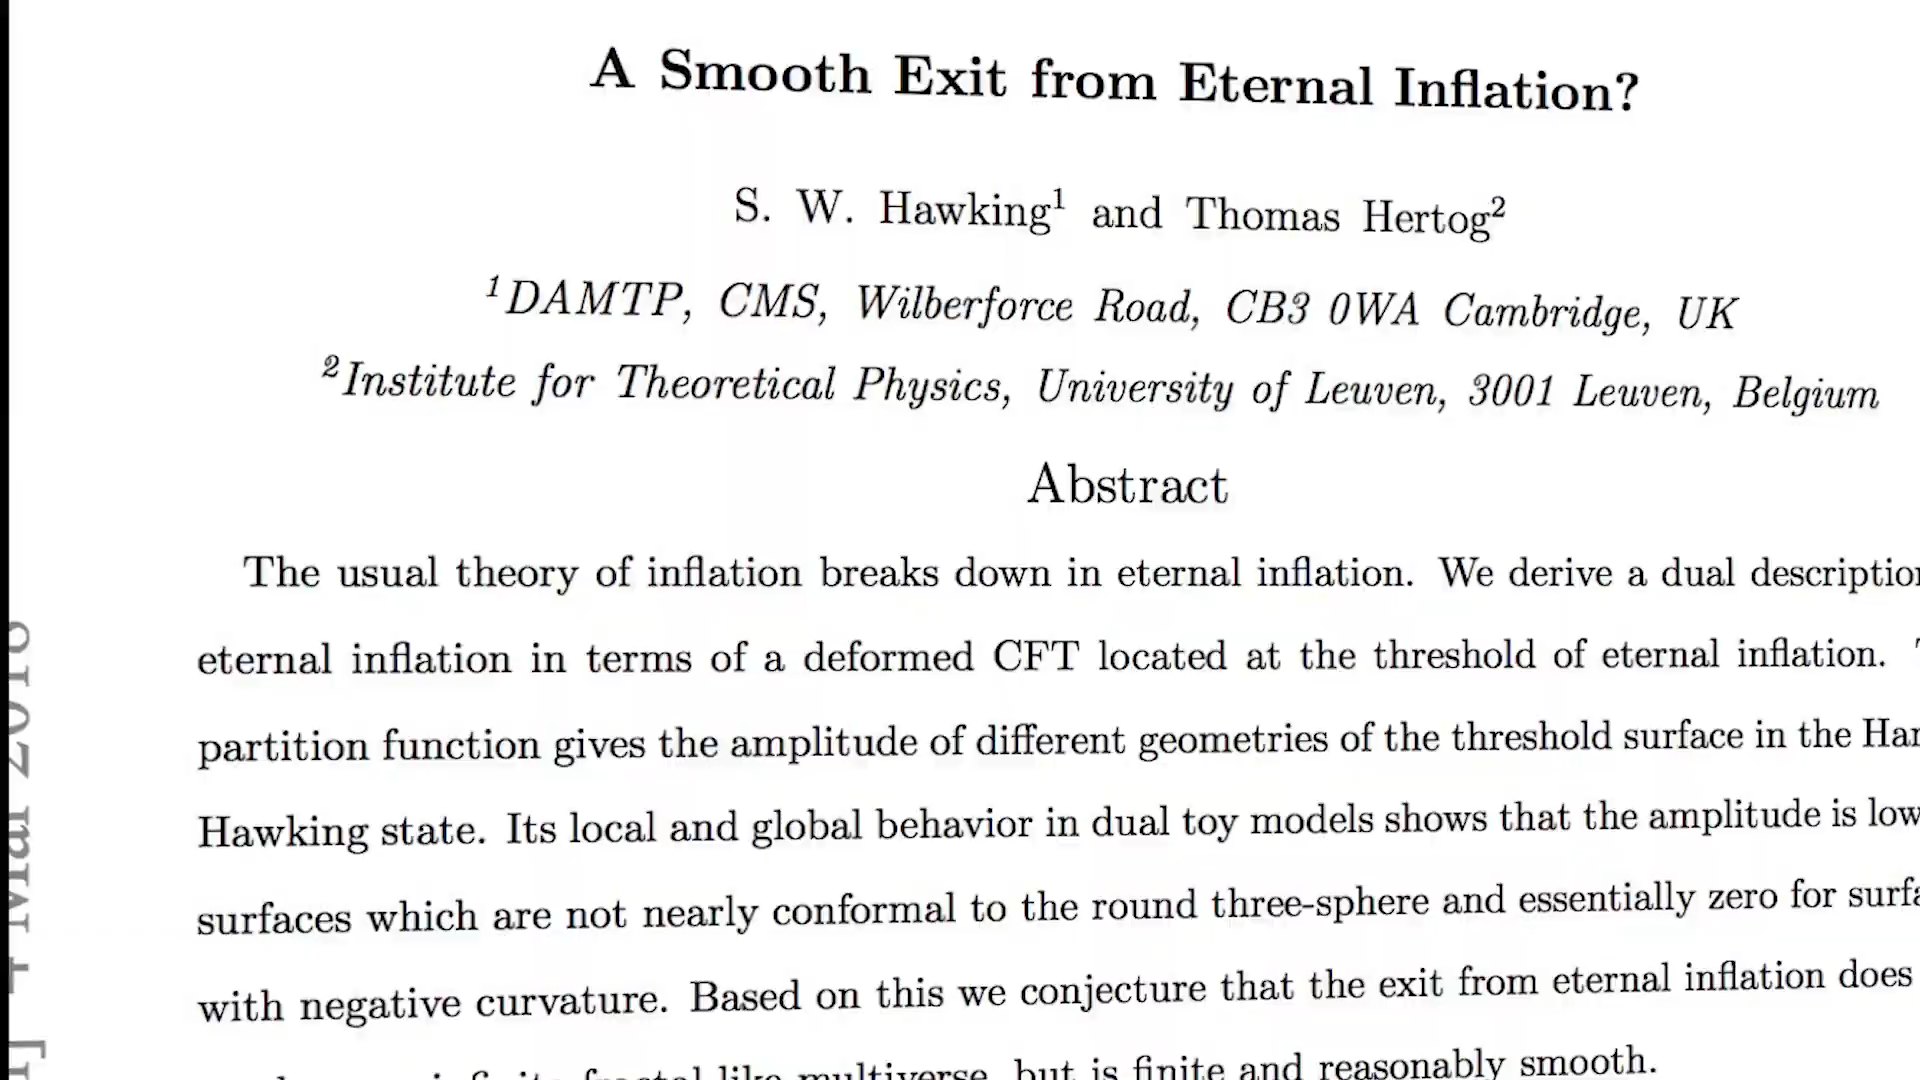 A Smooth Exit from Eternal Inflation?
S. W. Hawking¹ and Thomas Hertog²
¹DAMTP, CMS, Wilberforce Road, CB3 0WA Cambridge, UK
²Institute for Theoretical Physics, University of Leuven, 3001 Leuven, Belgium
Abstract
The usual theory of inflation breaks down in eternal inflation. We derive a dual description
eternal inflation in terms of a deformed CFT located at the threshold of eternal inflation.
partition function gives the amplitude of different geometries of the threshold surface in the
Hawking state. Its local and global behavior in dual toy models shows that the amplitude is low
surfaces which are not nearly conformal to the round three-sphere and essentially zero for
with negative curvature. Based on this we conjecture that the exit from eternal inflation does
infinite fractal-like multiverse, but is finite and reasonably smooth.